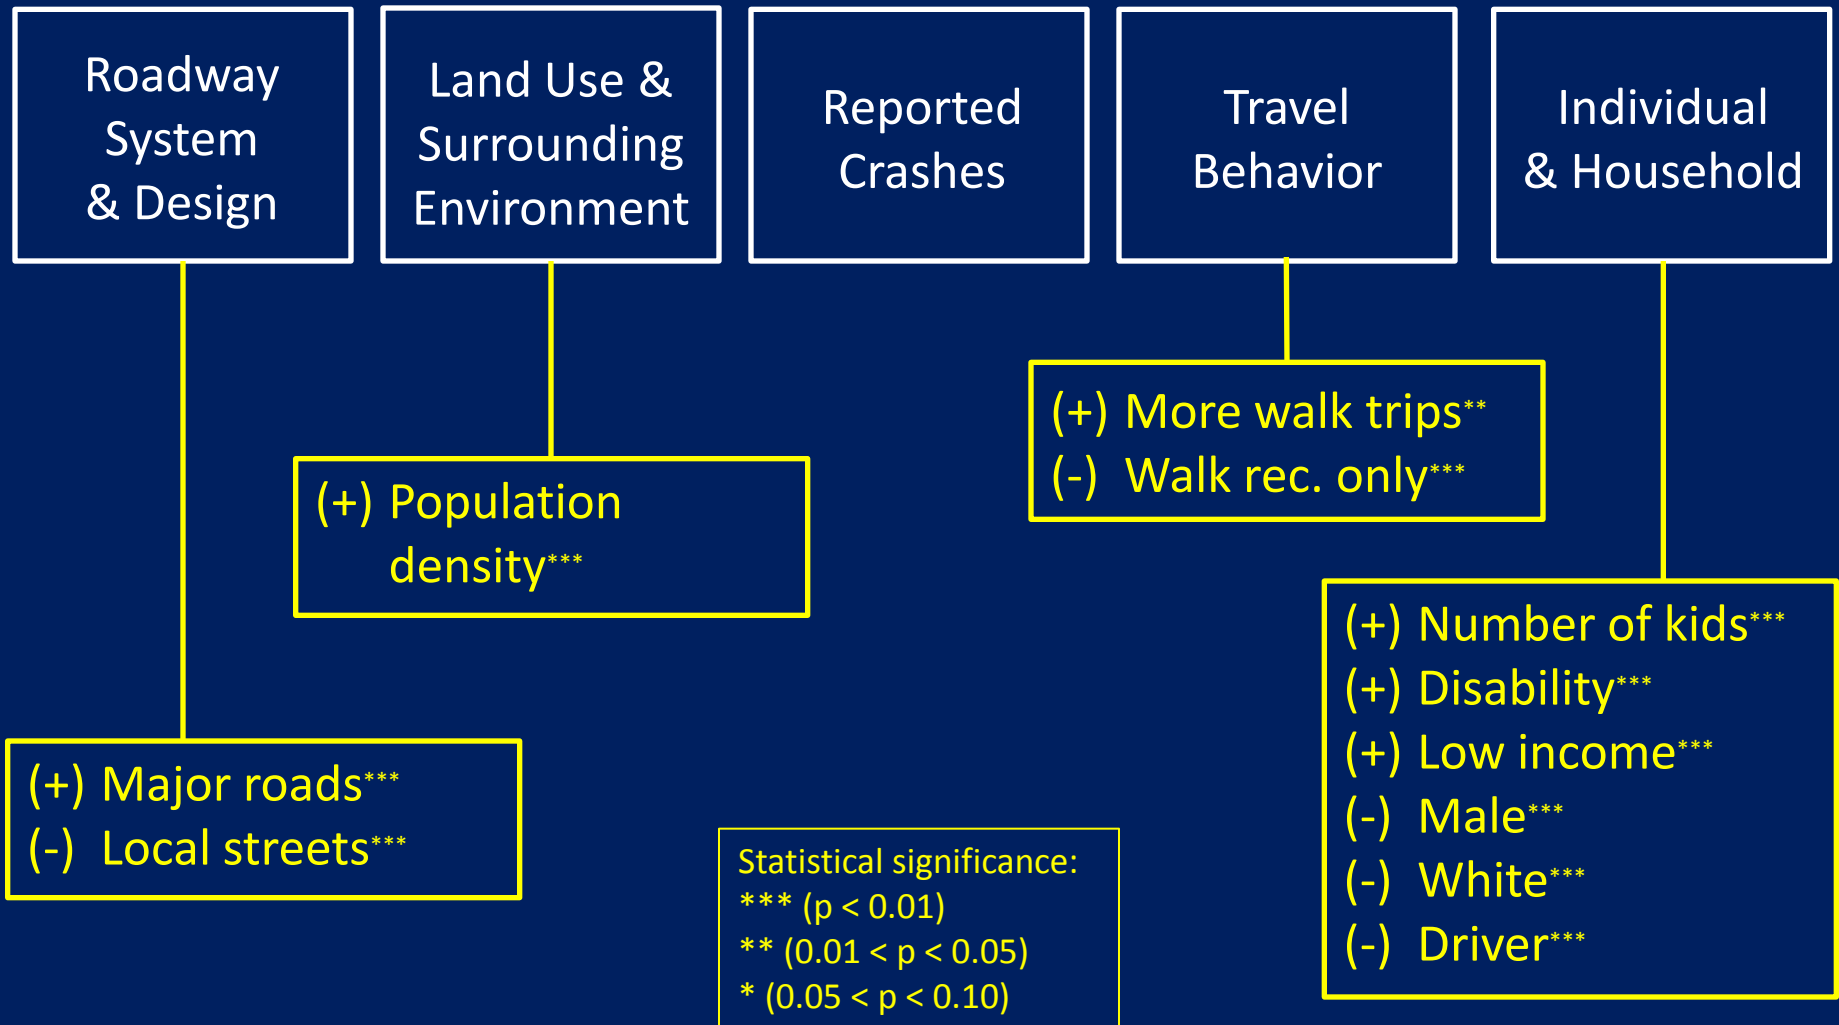 Roadway
System
& Design
Land Use &
Surrounding
Environment
Reported
Crashes
Travel
Behavior
Individual
& Household
(+) More walk trips**
(-) Walk rec. only***
(+) Population
density***
(+) Number of kids***
(+) Disability***
(+) Low income***
(-) Male***
(-) White***
(-) Driver***
(+) Major roads***
(-) Local streets***
Statistical significance:
*** (p < 0.01)
** (0.01 < p < 0.05)
* (0.05 < p < 0.10)